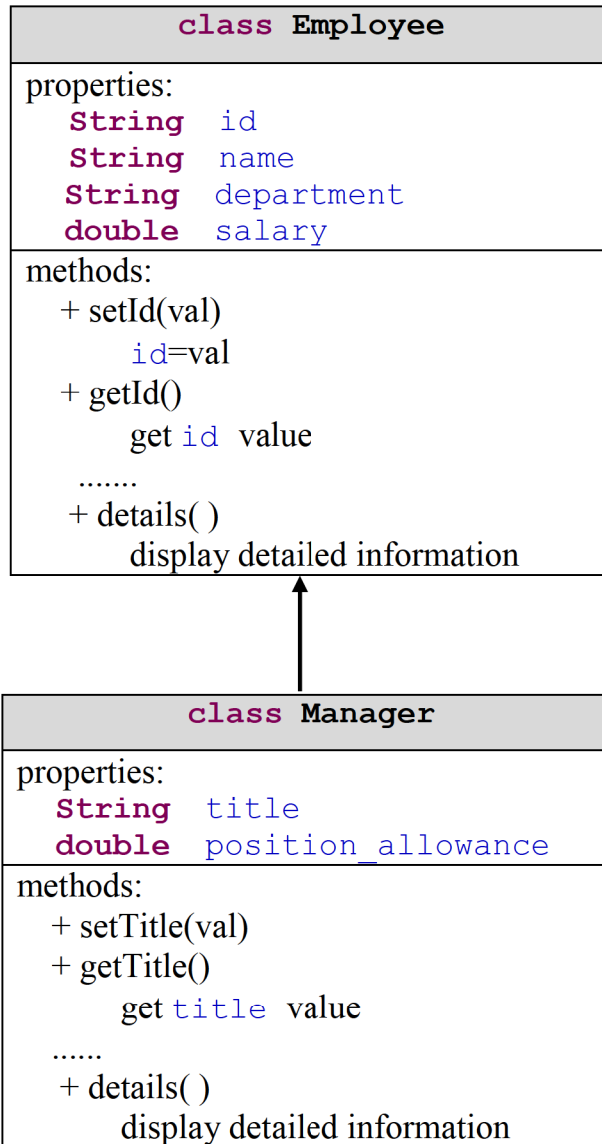 class Employee
properties:
String id
String name
String department
double salary
methods:
+ setId(val)
id=val
+ getId()
get id value
.......
+ details( )
display detailed information
class Manager
properties:
String title
double position_allowance
methods:
+ setTitle(val)
+ getTitle()
get title value
......
+ details( )
display detailed information